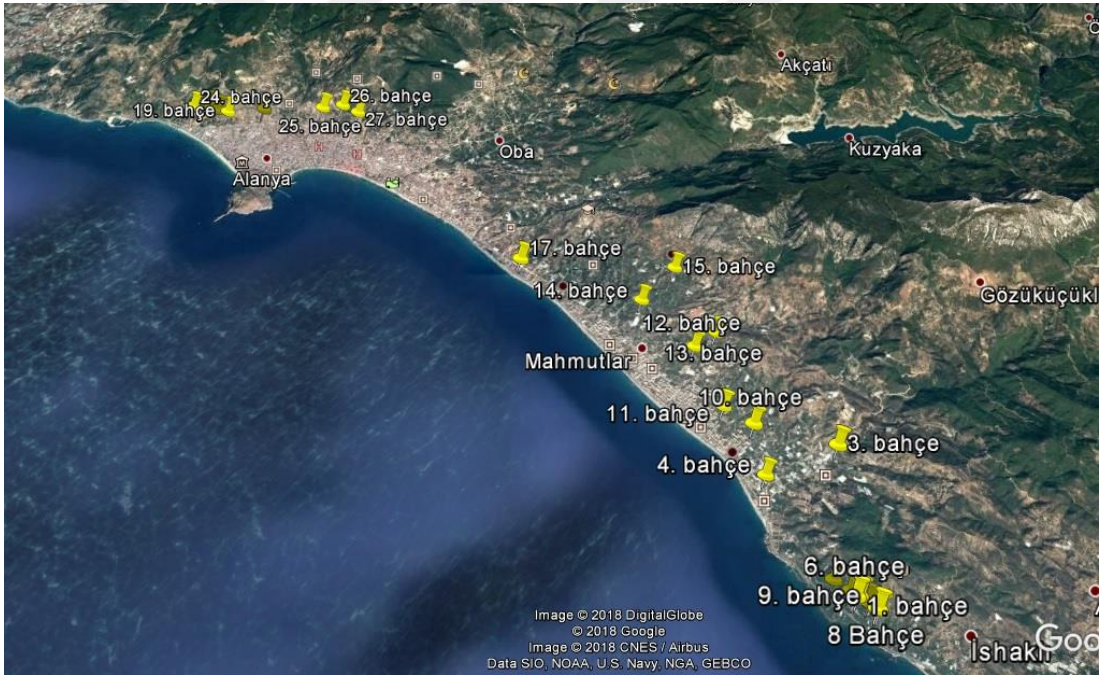 Akçatı
24. bahçe
19. bahçe
26. bahçe
25. bahçe
27. bahçe
Oba
Kuzyaka
Alanya
17. bahçe
14. bahçe
15. bahçe
Gözüküçükl
12. bahçe
Mahmutlar
13. bahçe
10. bahçe
11. bahçe
3. bahçe
4. bahçe
6. bahçe
9. bahçe
1. bahçe
8 Bahçe
İshaklı
Goo
Image © 2018 DigitalGlobe
© 2018 Google
Image © 2018 CNES / Airbus
Data SIO, NOAA, U.S. Navy, NGA, GEBCO